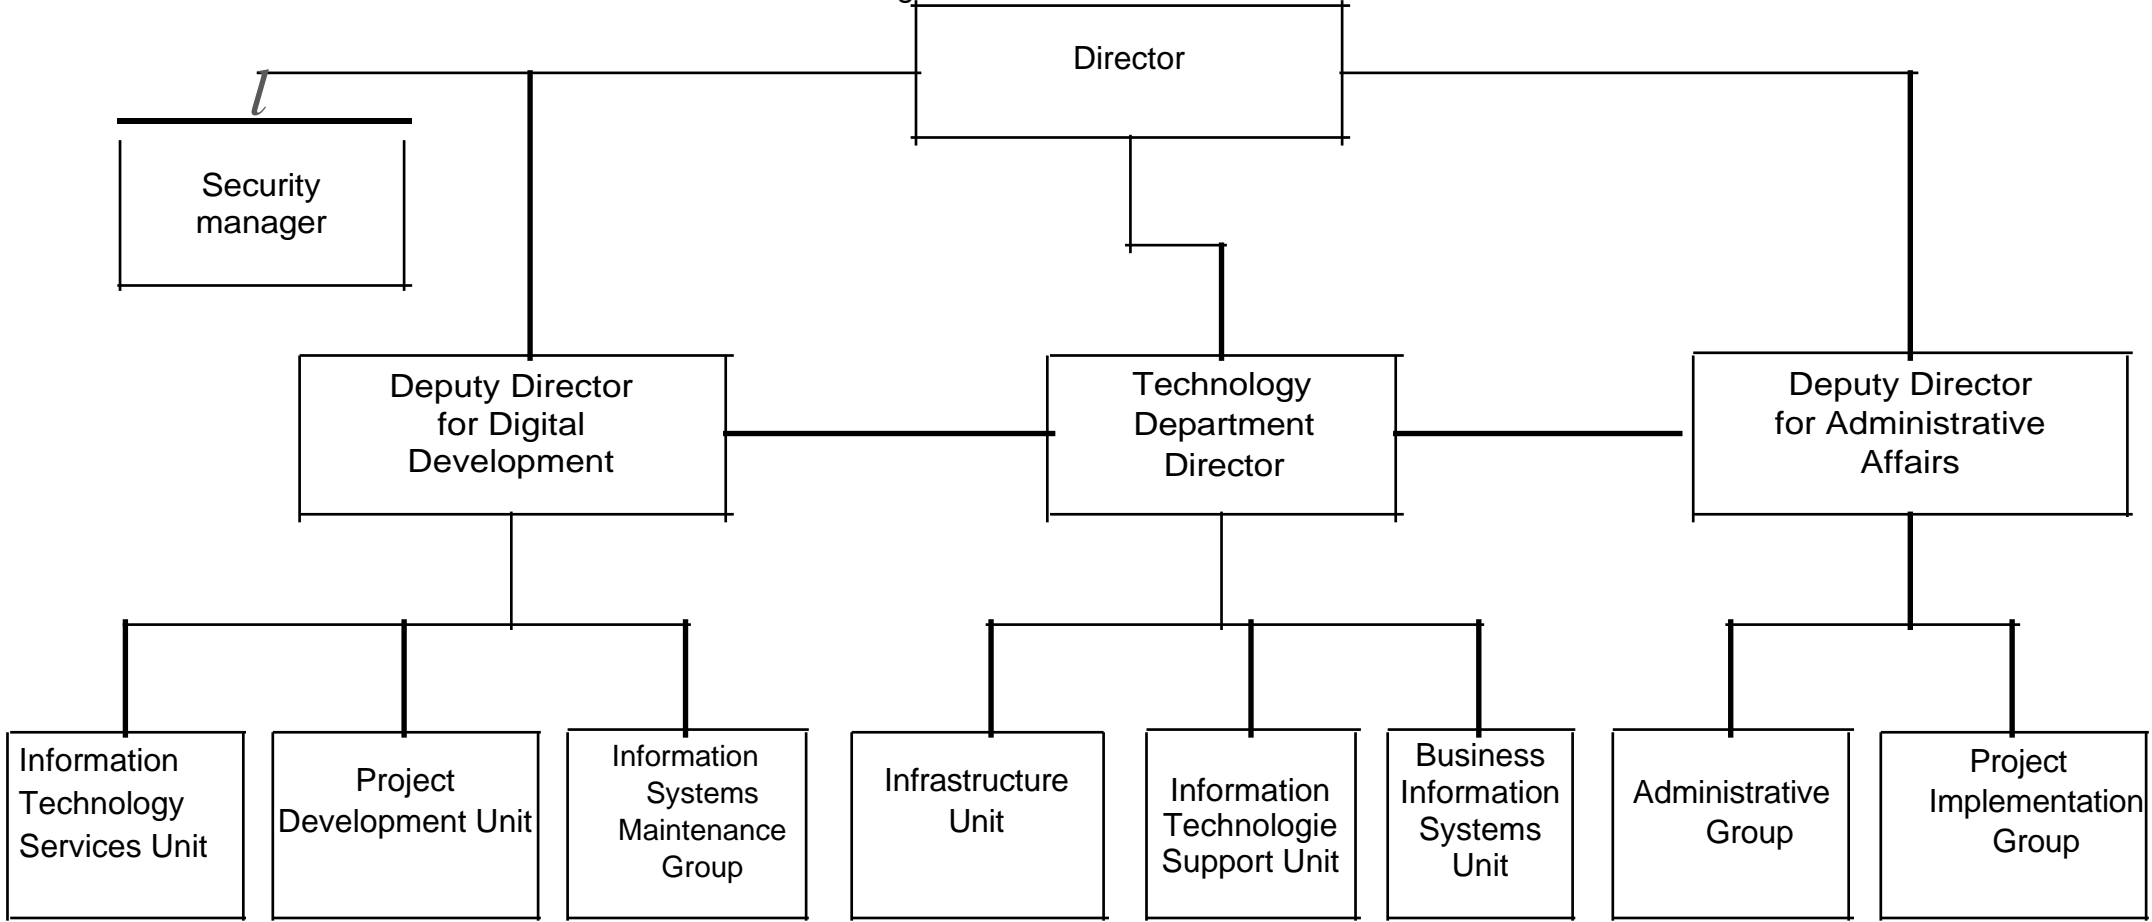 Director
Security
manager
Deputy Director
for Digital
Development
Technology
Department
Director
Deputy Director
for Administrative
Affairs
Information
Technology
Services Unit
Project
Development Unit
Information
Systems
Maintenance
Group
Infrastructure
Unit
Information
Technologie
Support Unit
Business
Information
Systems
Unit
Administrative
Group
Project
Implementation
Group